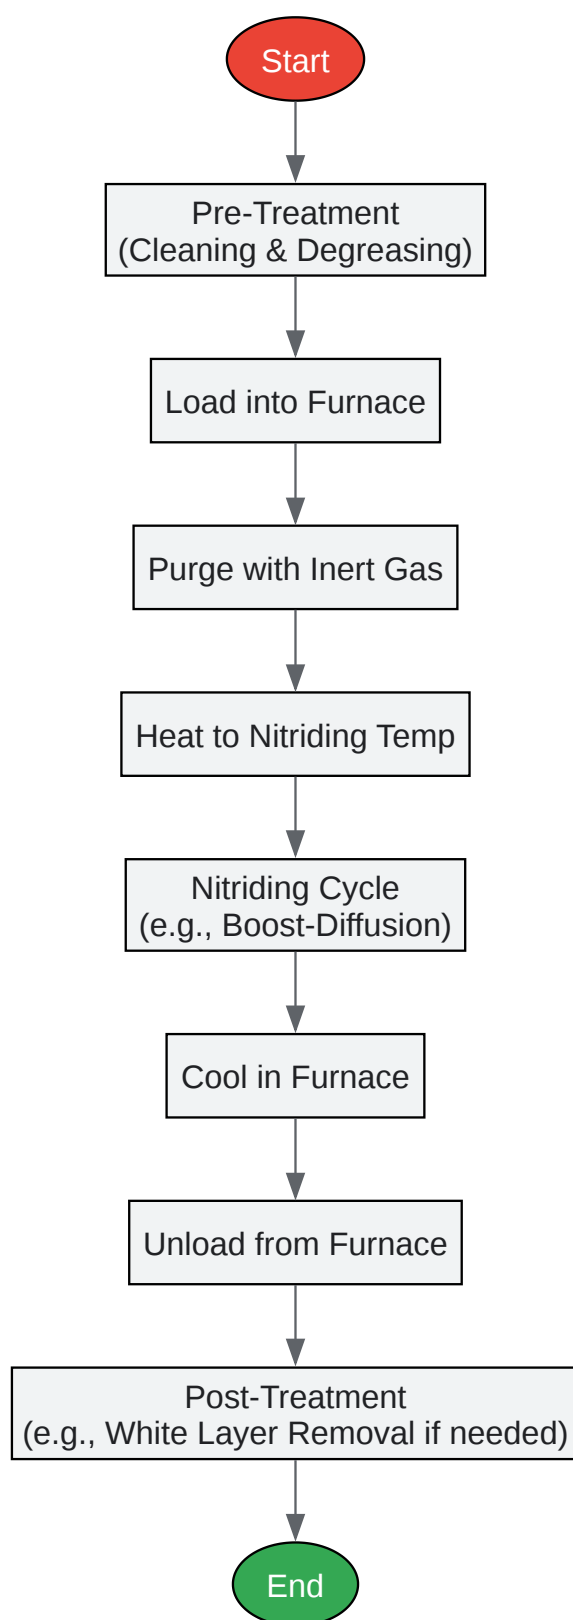 Start
Pre-Treatment
(Cleaning & Degreasing)
Load into Furnace
Purge with Inert Gas
Heat to Nitriding Temp
Nitriding Cycle
(e.g., Boost-Diffusion)
Cool in Furnace
Unload from Furnace
Post-Treatment
(e.g., White Layer Removal if needed)
End